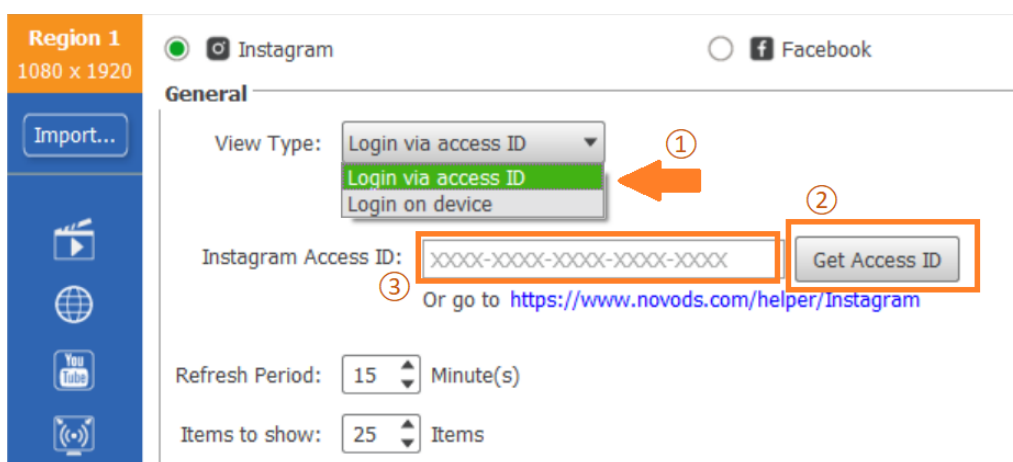 Region 1
1080 x 1920
Import...
You
Tube
Instagram
Facebook
General
View Type: Login via access ID
①
Login via access ID
Login on device
②
Instagram Access ID: XXXX-XXXX-XXXX-XXXX-XXXX Get Access ID
③
Or go to https://www.novods.com/helper/Instagram
Refresh Period: 15 Minute(s)
Items to show: 25 Items